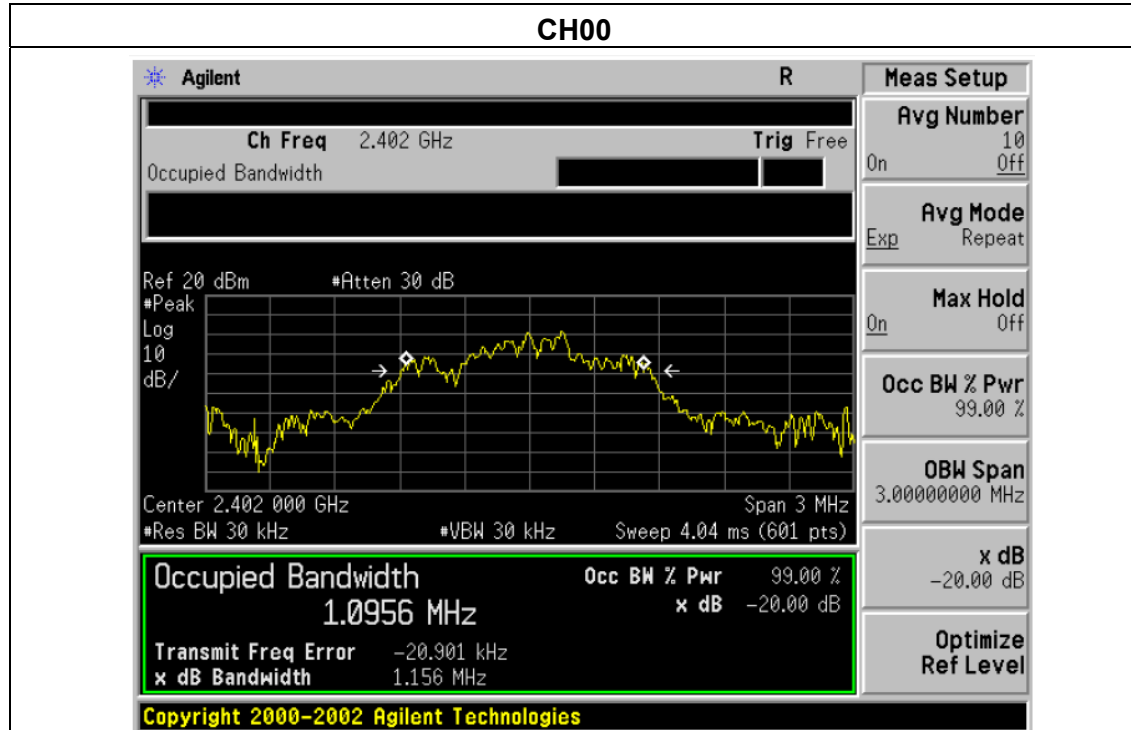 CH00
Agilent R
Meas Setup
Ch Freq 2.402 GHz Trig Free
Occupied Bandwidth
Avg Number
10
On Off
Avg Mode
Exp Repeat
Max Hold
On Off
Occ BW % Pwr
99.00 %
OBW Span
3.00000000 MHz
x dB
-20.00 dB
Optimize
Ref Level
Ref 20 dBm #Atten 30 dB
#Peak
Log
10
dB/
Center 2.402 000 GHz Span 3 MHz
#Res BW 30 kHz #VBW 30 kHz Sweep 4.04 ms (601 pts)
Occupied Bandwidth
1.0956 MHz
Occ BW % Pwr 99.00 %
x dB -20.00 dB
Transmit Freq Error -20.901 kHz
x dB Bandwidth 1.156 MHz
Copyright 2000-2002 Agilent Technologies